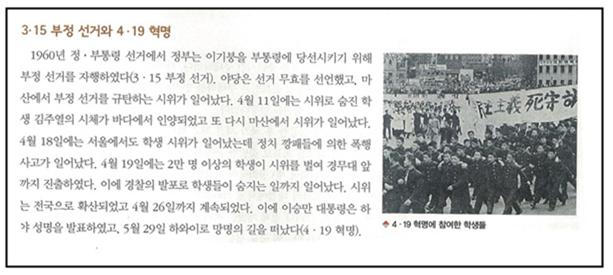 3·15 부정 선거와 4·19 혁명
1960년 정·부통령 선거에서 정부는 이기붕을 부통령에 당선시키기 위해
부정 선거를 자행하였다(3·15 부정 선거). 야당은 선거 무효를 선언했고, 마
산에서 부정 선거를 규탄하는 시위가 일어났다. 4월 11일에는 시위로 숨진 학
생 김주열의 시체가 바다에서 인양되었고 또 다시 마산에서 시위가 일어났다.
4월 18일에는 서울에서도 학생 시위가 일어났는데 정치 깡패들에 의한 폭행
사고가 일어났다. 4월 19일에는 2만 명 이상의 학생이 시위를 벌여 경무대 앞
까지 진출하였다. 이에 경찰의 발포로 학생들이 숨지는 일까지 일어났다. 시위
는 전국으로 확산되었고 4월 26일까지 계속되었다. 이에 이승만 대통령은 하
야 성명을 발표하였고, 5월 29일 하와이로 망명의 길을 떠났다(4·19 혁명).
主義 死守하
4·19 혁명에 참여한 학생들